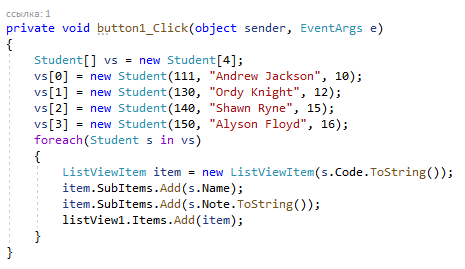 ссылка: 1
private void button1_Click(object sender, EventArgs e)
{
    Student[] vs = new Student[4];
    vs[0] = new Student(111, "Andrew Jackson", 10);
    vs[1] = new Student(130, "Ordy Knight", 12);
    vs[2] = new Student(140, "Shawn Ryne", 15);
    vs[3] = new Student(150, "Alyson Floyd", 16);
    foreach(Student s in vs)
    {
        ListViewItem item = new ListViewItem(s.Code.ToString());
        item.SubItems.Add(s.Name);
        item.SubItems.Add(s.Note.ToString());
        listView1.Items.Add(item);
    }
}